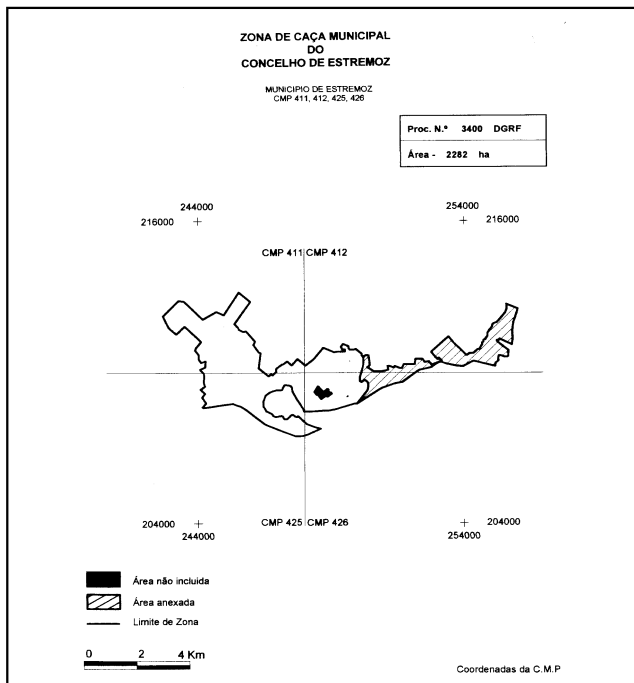 ZONA DE CAÇA MUNICIPAL
DO
CONCELHO DE ESTREMOZ
MUNICIPIO DE ESTREMOZ
CMP 411, 412, 425, 426
Proc. N.º 3400 DGRF
Área - 2282 ha
244000
216000
254000
216000
CMP 411
CMP 412
204000
244000
CMP 425
CMP 426
204000
254000
Área não incluida
Área anexada
Limite de Zona
0 2 4 Km
Coordenadas da C.M.P